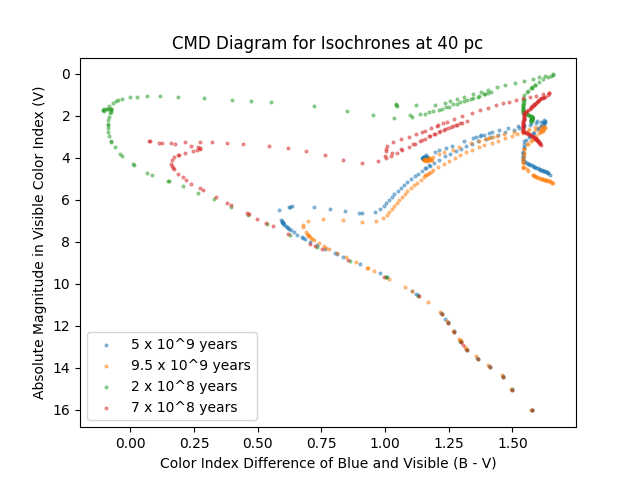 CMD Diagram for Isochrones at 40 pc
0
2
4
6
8
10
12
14
16
Absolute Magnitude in Visible Color Index (V)
5 x 10^9 years
9.5 x 10^9 years
2 x 10^8 years
7 x 10^8 years
0.00 0.25 0.50 0.75 1.00 1.25 1.50
Color Index Difference of Blue and Visible (B - V)